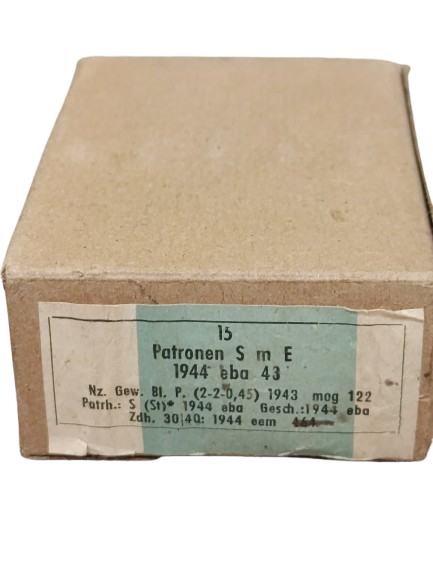 15
Patronen S m E
1944 eba 43
Nz. Gew. Bl. P. (2-2-0,45) 1943 mog 122
Patrh.: S (St)* 1944 eba Gesch.: 1944 eba
Zdh. 30|40: 1944 eem